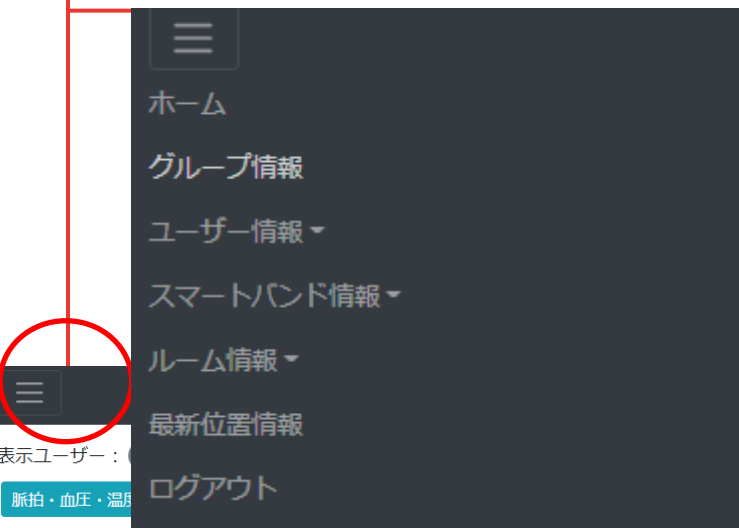 ホーム
グループ情報
ユーザー情報
スマートバンド情報
ルーム情報
最新位置情報
ログアウト
表示ユーザー：
脈拍・血圧・温度